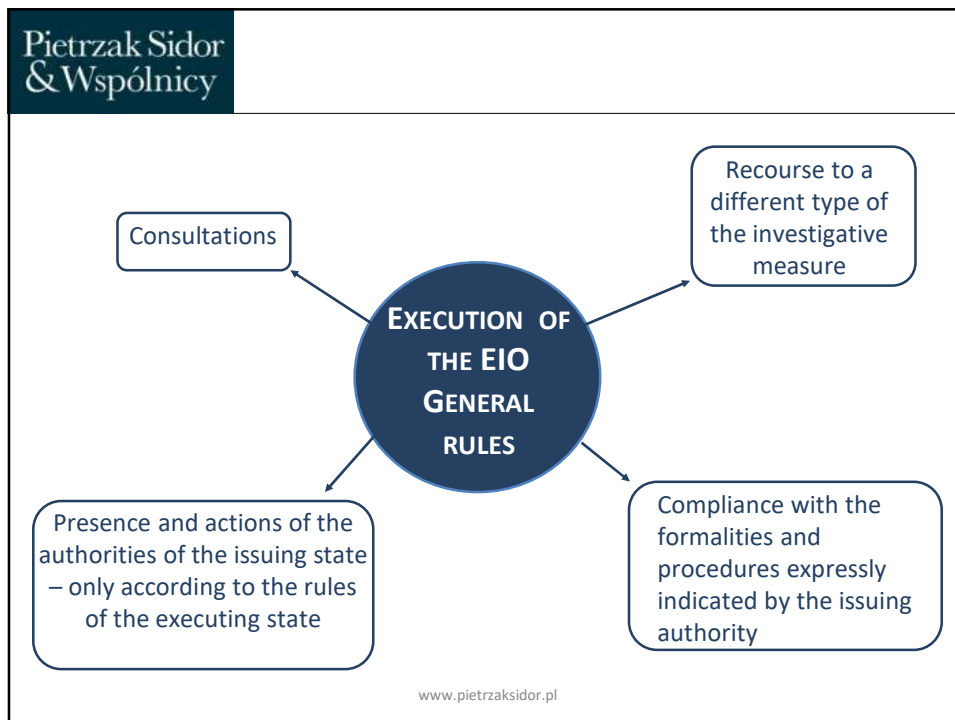 Pietrzak Sidor
& Wspólnicy
Consultations
Recourse to a
different type of
the investigative
measure
EXECUTION OF
THE EIO
GENERAL
RULES
Presence and actions of the
authorities of the issuing state
– only according to the rules
of the executing state
Compliance with the
formalities and
procedures expressly
indicated by the issuing
authority
www.pietrzaksidor.pl